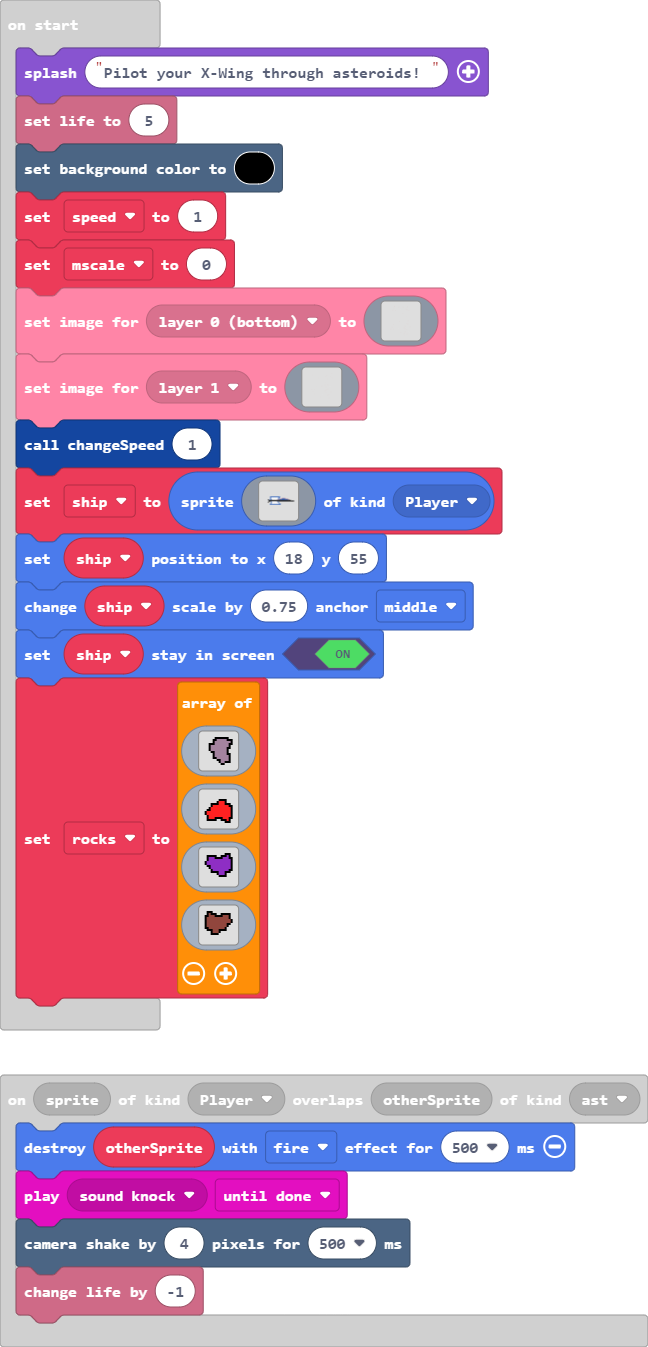 on start
splash "Pilot your X-Wing through asteroids! "
set life to 5
set background color to
set speed to 1
set mscale to 0
set image for layer 0 (bottom) to
set image for layer 1 to
call changeSpeed 1
set ship to sprite of kind Player
set ship position to x 18 y 55
change ship scale by 0.75 anchor middle
set ship stay in screen ON
array of
set rocks to
on sprite of kind Player overlaps otherSprite of kind ast
destroy otherSprite with fire effect for 500 ms
play sound knock until done
camera shake by 4 pixels for 500 ms
change life by -1